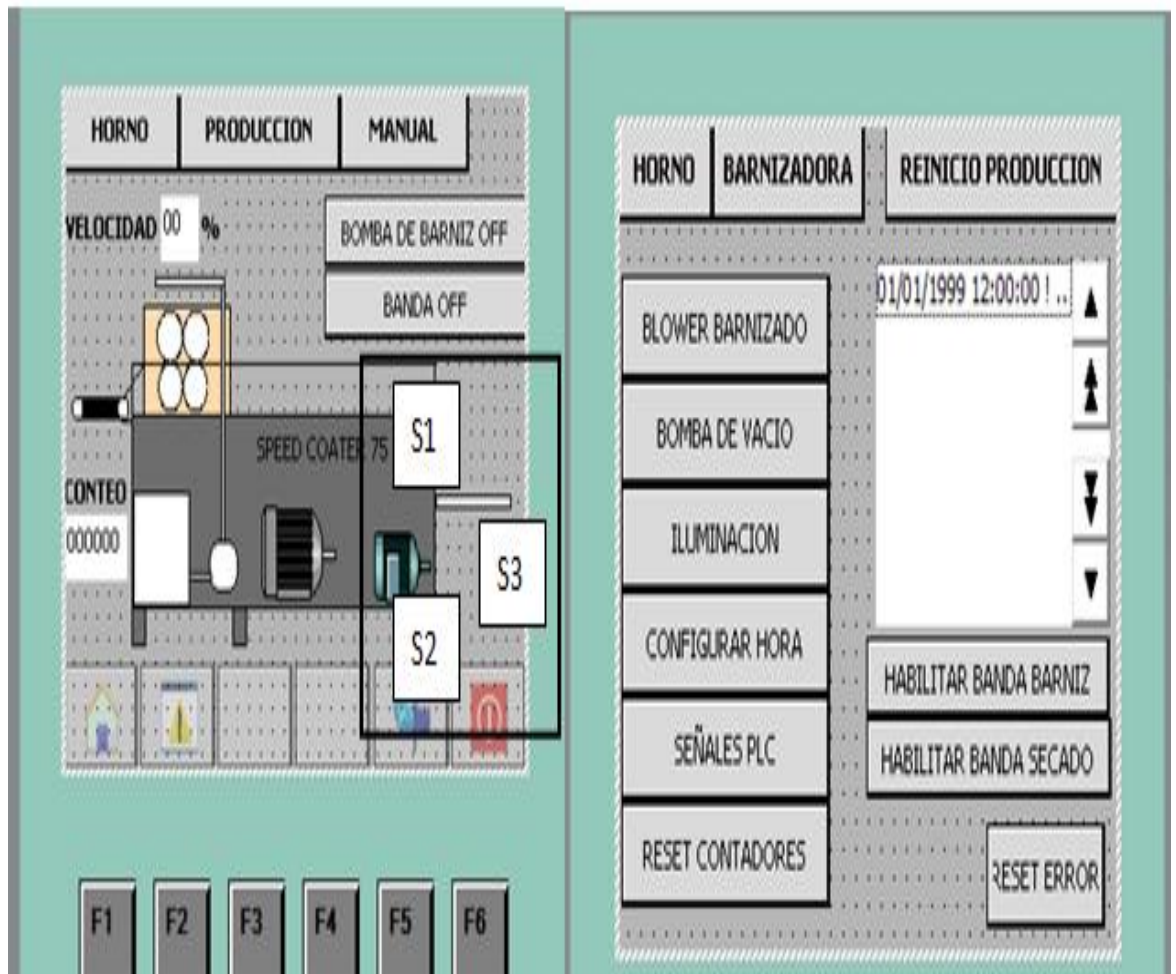 HORNO PRODUCCION MANUAL
VELOCIDAD 00 %
BOMBA DE BARNIZ OFF
BANDA OFF
SPEED COATER 75
S1
CONTEO
000000
S3
S2
F1 F2 F3 F4 F5 F6
HORNO BARNIZADORA REINICIO PRODUCCION
01/01/1999 12:00:00 ! ..
BLOWER BARNIZADO
BOMBA DE VACIO
ILUMINACION
CONFIGURAR HORA
SEÑALES PLC
RESET CONTADORES
HABILITAR BANDA BARNIZ
HABILITAR BANDA SECADO
RESET ERROR